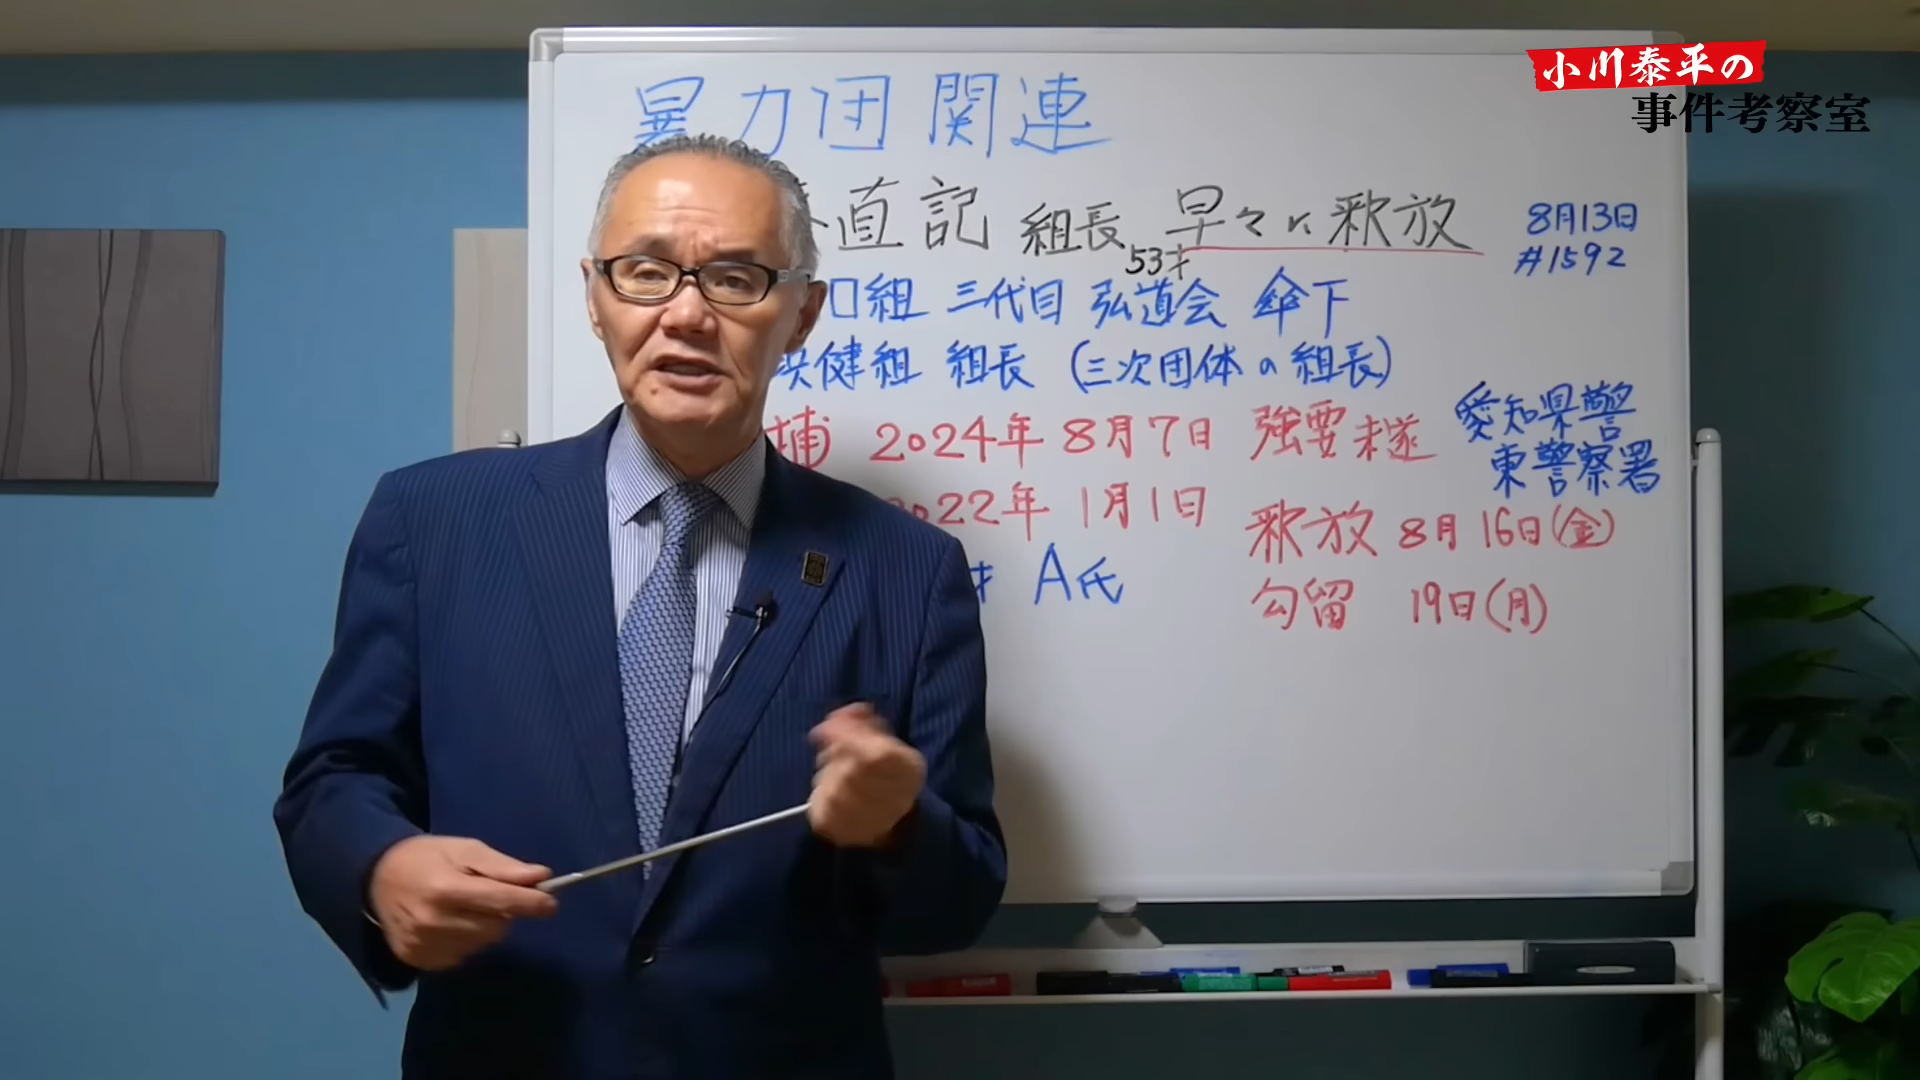 小川泰平の
事件考察室
暴力団関連
直記 組長 早々に釈放
53才
8月13日
#1592
口組 三代目 弘道会 傘下
健組 組長 (三次団体の組長)
捕 2024年8月7日 強要未遂
愛知県警
東警察署
2022年1月1日
釈放 8月16日(金)
才 A氏
勾留 19日(月)